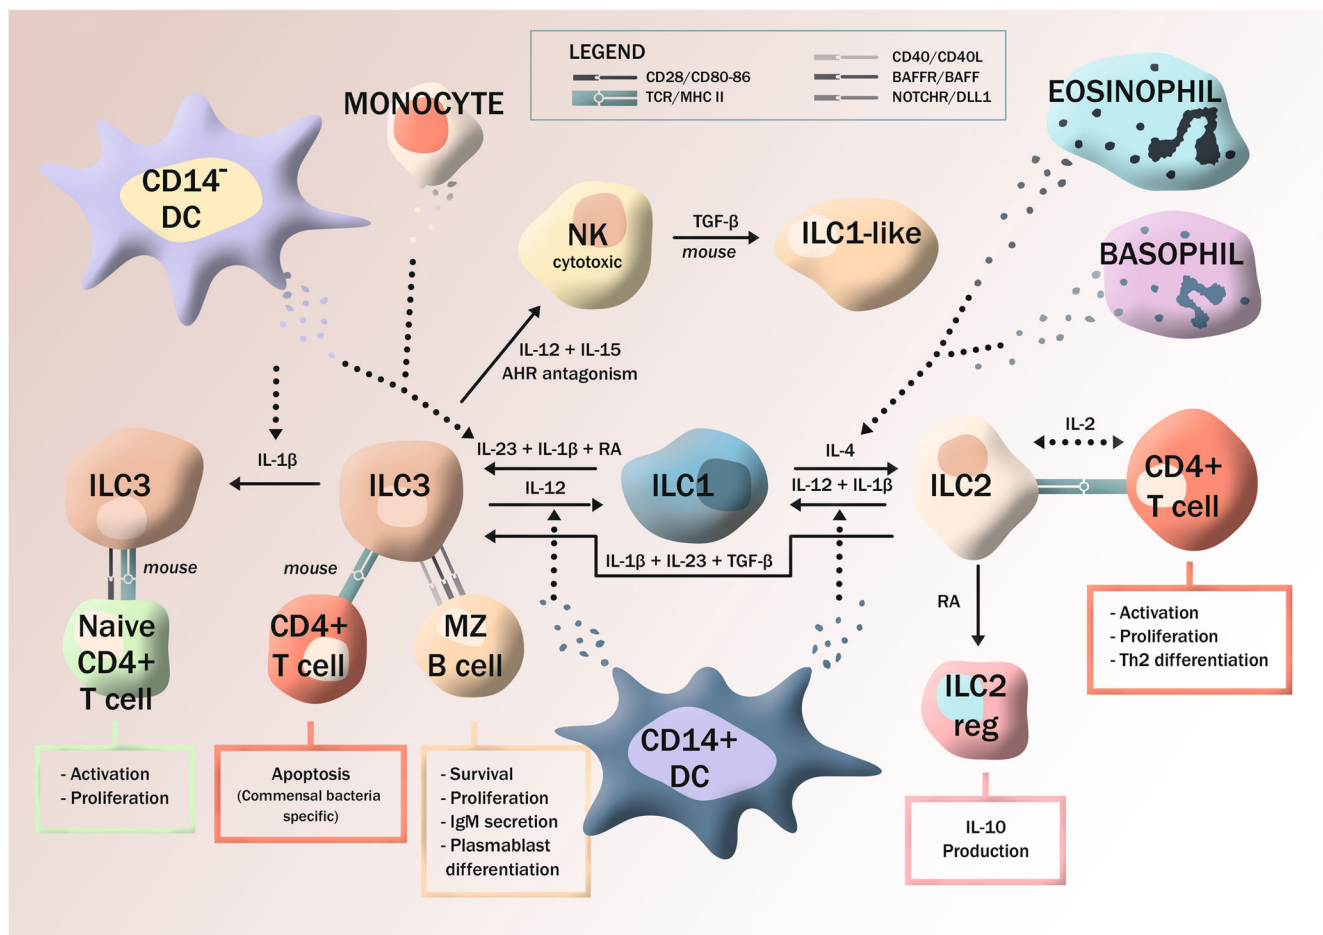 LEGEND
CD28/CD80-86
TCR/MHC II
CD40/CD40L
BAFFR/BAFF
NOTCHR/DLL1
MONOCYTE
EOSINOPHIL
CD14⁻
DC
NK
cytotoxic
TGF-β
mouse
ILC1-like
BASOPHIL
IL-12 + IL-15
AHR antagonism
IL-1β
ILC3
ILC3
IL-23 + IL-1β + RA
IL-12
ILC1
IL-4
IL-12 + IL-1β
IL-1β + IL-23 + TGF-β
ILC2
IL-2
CD4+
T cell
mouse
mouse
Naive
CD4+
T cell
CD4+
T cell
MZ
B cell
RA
- Activation
- Proliferation
- Th2 differentiation
ILC2
reg
CD14+
DC
- Activation
- Proliferation
Apoptosis
(Commensal bacteria
specific)
- Survival
- Proliferation
- IgM secretion
- Plasmablast
differentiation
IL-10
Production